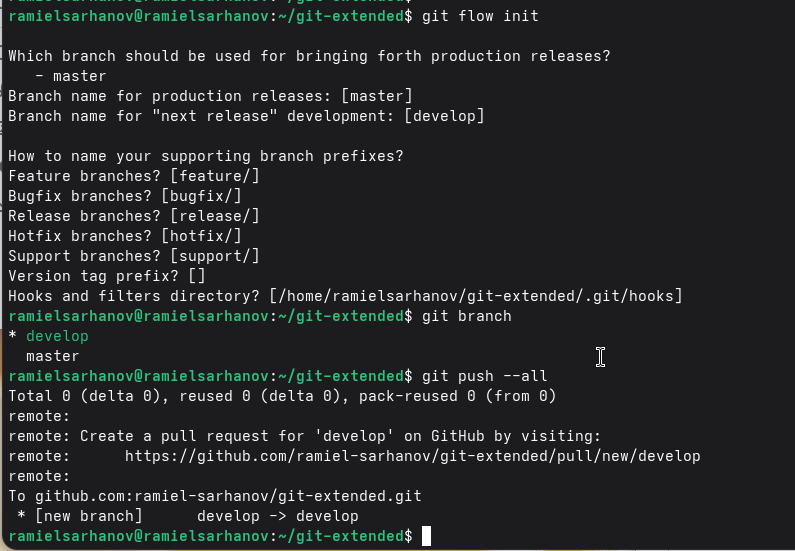 ramielsarhanov@ramielsarhanov:~/git-extended$ git flow init
Which branch should be used for bringing forth production releases?
   - master
Branch name for production releases: [master]
Branch name for "next release" development: [develop]
How to name your supporting branch prefixes?
Feature branches? [feature/]
Bugfix branches? [bugfix/]
Release branches? [release/]
Hotfix branches? [hotfix/]
Support branches? [support/]
Version tag prefix? []
Hooks and filters directory? [/home/ramielsarhanov/git-extended/.git/hooks]
ramielsarhanov@ramielsarhanov:~/git-extended$ git branch
* develop
  master
ramielsarhanov@ramielsarhanov:~/git-extended$ git push --all
Total 0 (delta 0), reused 0 (delta 0), pack-reused 0 (from 0)
remote:
remote: Create a pull request for 'develop' on GitHub by visiting:
remote:      https://github.com/ramiel-sarhanov/git-extended/pull/new/develop
remote:
To github.com:ramiel-sarhanov/git-extended.git
 * [new branch]      develop -> develop
ramielsarhanov@ramielsarhanov:~/git-extended$